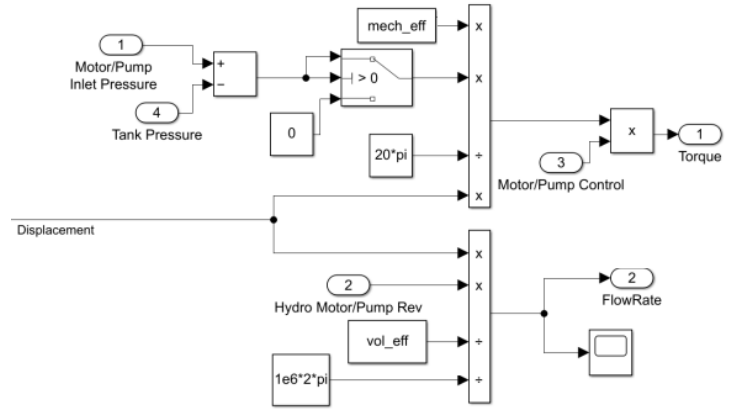 mech_eff
x
1
Motor/Pump
Inlet Pressure
+
−
> 0
x
4
Tank Pressure
0
20*pi
÷
x
1
Torque
3
Motor/Pump Control
x
Displacement
x
2
Hydro Motor/Pump Rev
x
2
FlowRate
vol_eff
÷
1e6*2*pi
÷